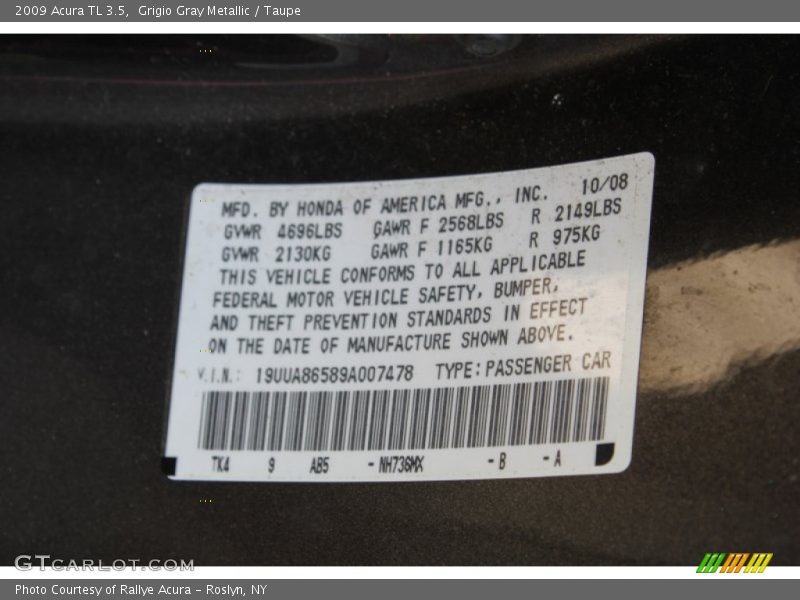 2009 Acura TL 3.5,  Grigio Gray Metallic / Taupe
MFD. BY HONDA OF AMERICA MFG., INC. 10/08
GVWR 4696LBS GAWR F 2568LBS R 2149LBS
GVWR 2130KG GAWR F 1165KG R 975KG
THIS VEHICLE CONFORMS TO ALL APPLICABLE
FEDERAL MOTOR VEHICLE SAFETY, BUMPER,
AND THEFT PREVENTION STANDARDS IN EFFECT
ON THE DATE OF MANUFACTURE SHOWN ABOVE.
V.I.N.: 19UUA86589A007478 TYPE: PASSENGER CAR
TK4 9 AB5 -NH736MX -B -A
GTCARLOT.COM
Photo Courtesy of Rallye Acura – Roslyn, NY